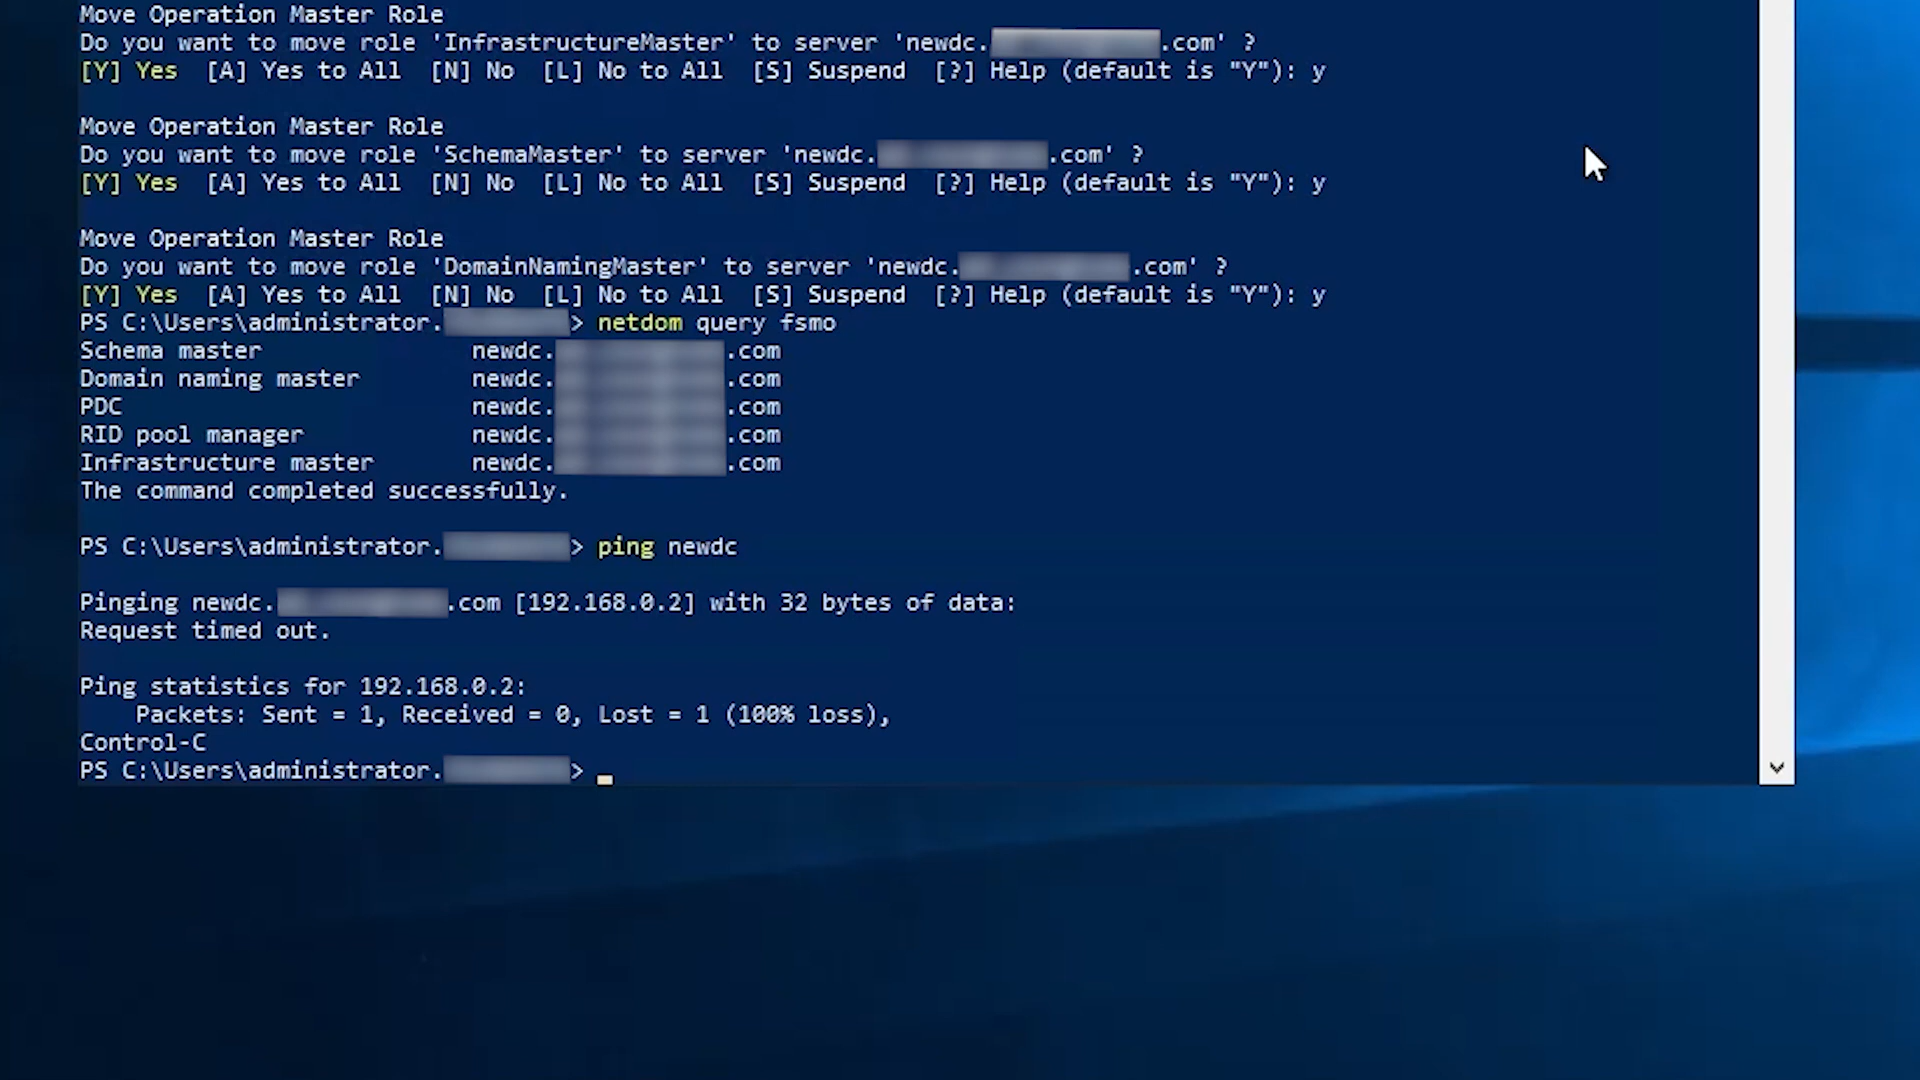 Move Operation Master Role
Do you want to move role 'InfrastructureMaster' to server 'newdc. .com' ?
[Y] Yes  [A] Yes to All  [N] No  [L] No to All  [S] Suspend  [?] Help (default is "Y"): y
Move Operation Master Role
Do you want to move role 'SchemaMaster' to server 'newdc. .com' ?
[Y] Yes  [A] Yes to All  [N] No  [L] No to All  [S] Suspend  [?] Help (default is "Y"): y
Move Operation Master Role
Do you want to move role 'DomainNamingMaster' to server 'newdc. .com' ?
[Y] Yes  [A] Yes to All  [N] No  [L] No to All  [S] Suspend  [?] Help (default is "Y"): y
PS C:\Users\administrator. > netdom query fsmo
Schema master newdc. .com
Domain naming master newdc. .com
PDC newdc. .com
RID pool manager newdc. .com
Infrastructure master newdc. .com
The command completed successfully.
PS C:\Users\administrator. > ping newdc
Pinging newdc. .com [192.168.0.2] with 32 bytes of data:
Request timed out.
Ping statistics for 192.168.0.2:
Packets: Sent = 1, Received = 0, Lost = 1 (100% loss),
Control-C
PS C:\Users\administrator. >